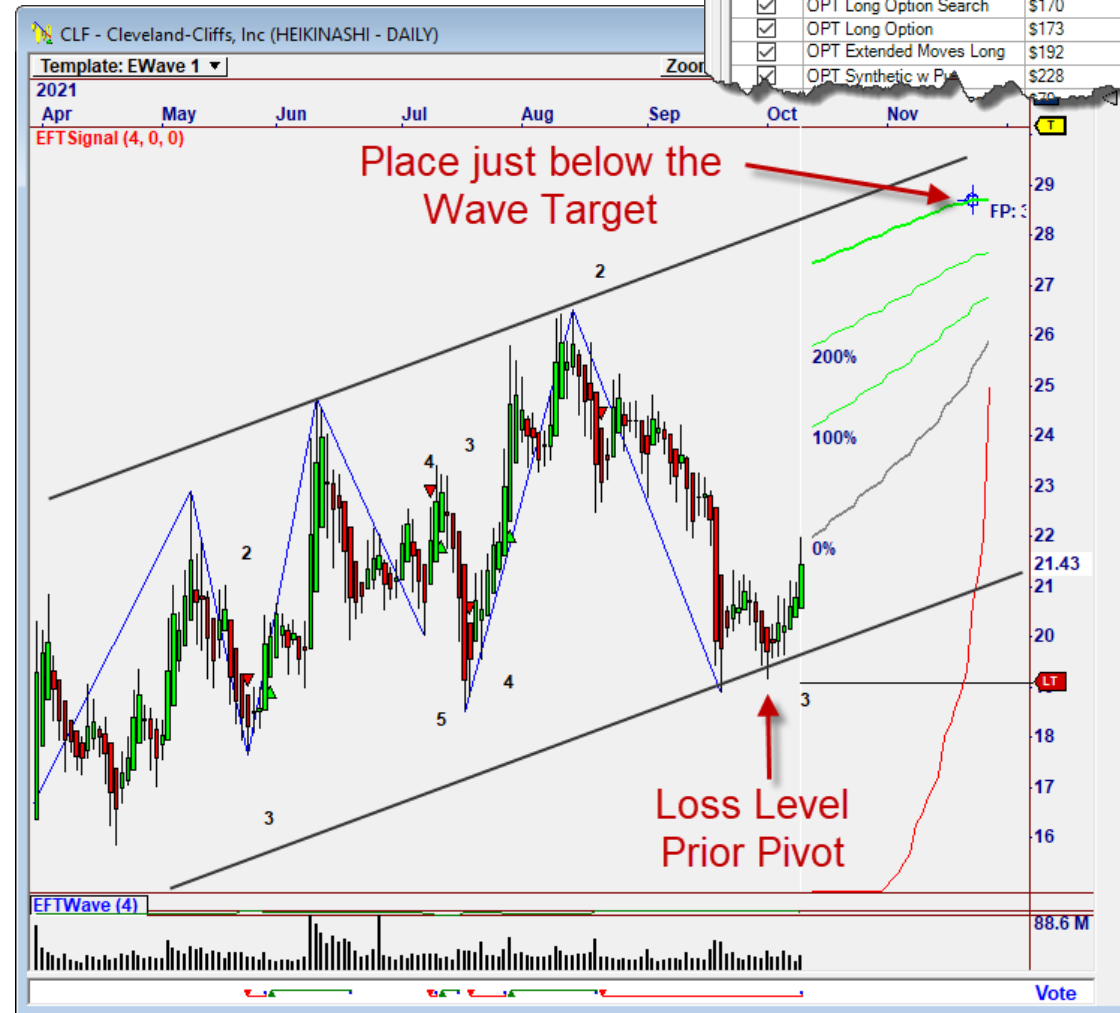 OPT Long Option Search $170
OPT Long Option $173
OPT Extended Moves Long $192
OPT Synthetic w $228
CLF - Cleveland-Cliffs, Inc (HEIKINASHI - DAILY)
Template: EWave 1
2021
Apr May Jun Jul Aug Sep Oct Nov
T
EFTSignal (4, 0, 0)
Place just below the
Wave Target
29
FP: 3
28
27
2
26
200%
25
24
100%
4
3
23
22
2
0%
21.43
21
20
LT
4
3
5
18
17
3
Loss Level
Prior Pivot
16
EFTWave (4)
88.6 M
Vote